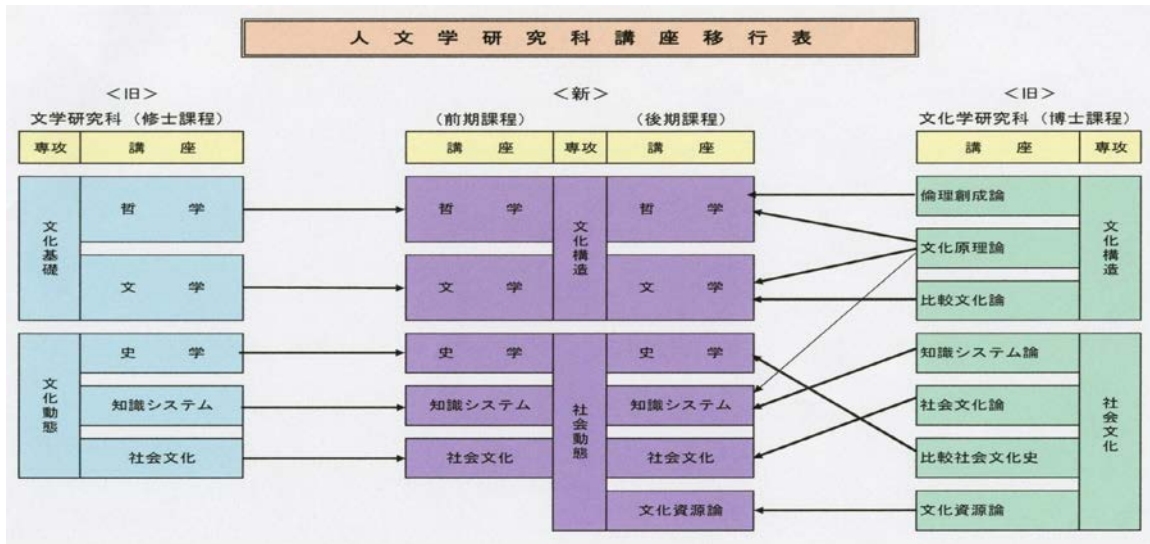 人文学研究科講座移行表
＜旧＞
文学研究科（修士課程）
専攻 講座
文化基礎
哲学
文学
文化動態
史学
知識システム
社会文化
＜新＞
（前期課程） （後期課程）
講座 専攻 講座
哲学 哲学
文化構造
文学 文学
史学 史学
知識システム 知識システム
社会動態
社会文化 社会文化
文化資源論
＜旧＞
文化学研究科（博士課程）
講座 専攻
倫理創成論
文化原理論
文化構造
比較文化論
知識システム論
社会文化論
社会文化
比較社会文化史
文化資源論